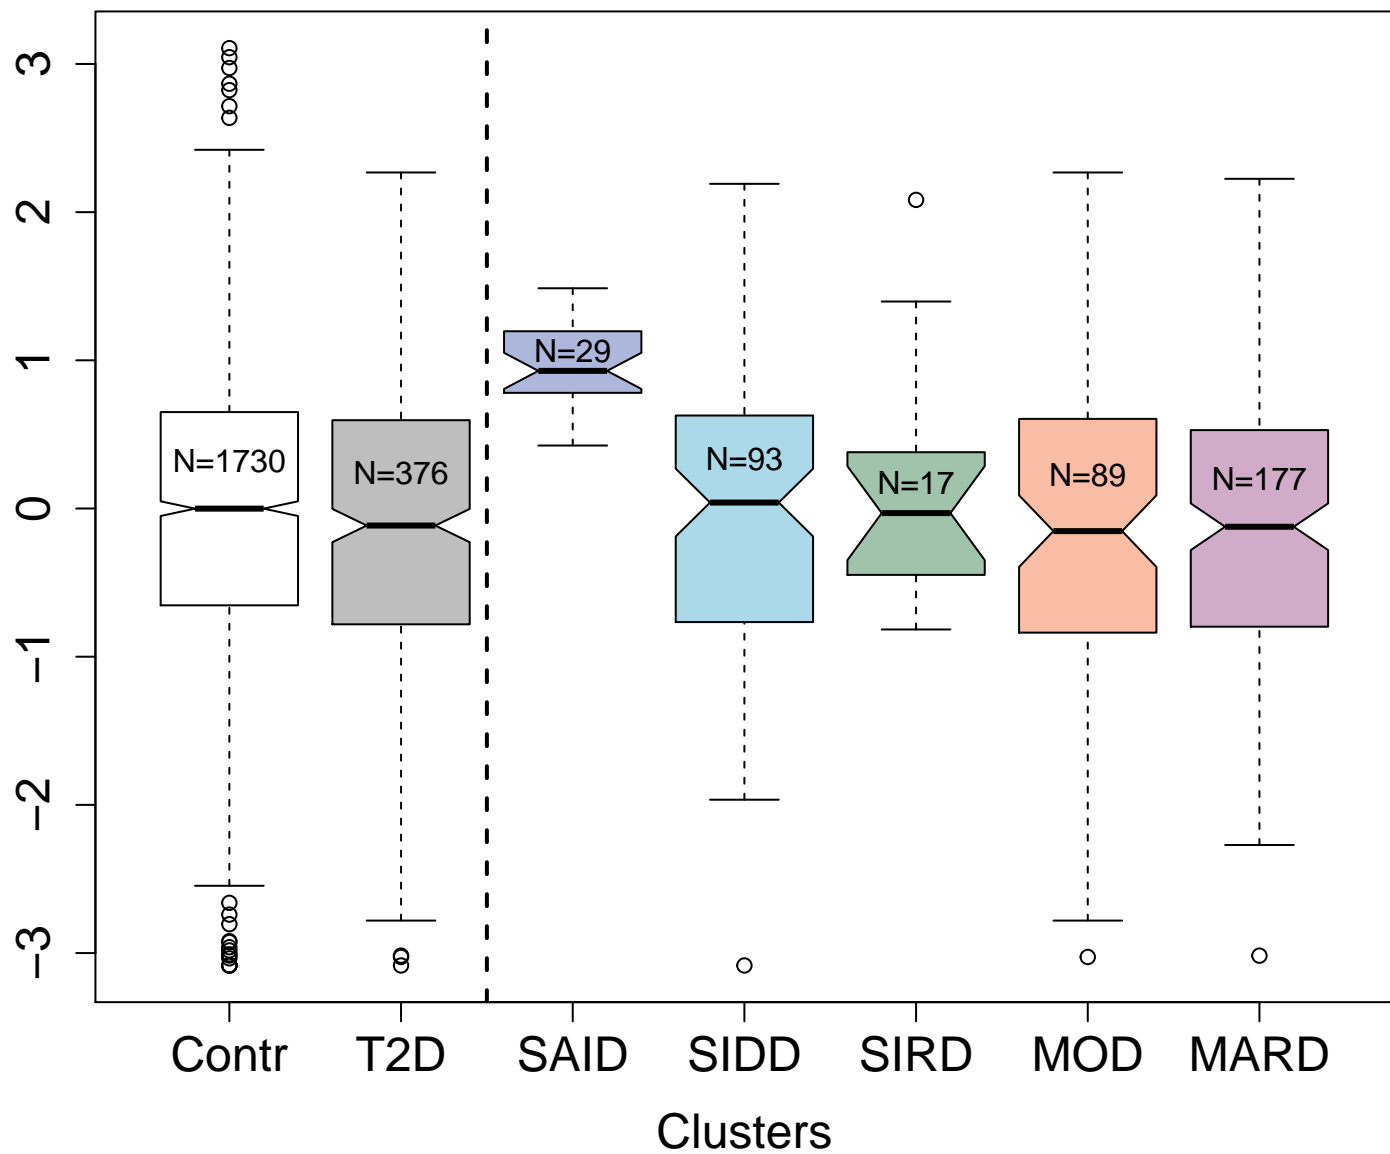 3
2
1
0
−1
−2
−3
N=1730
N=376
N=29
N=93
N=17
N=89
N=177
Contr T2D SAID SIDD SIRD MOD MARD
Clusters